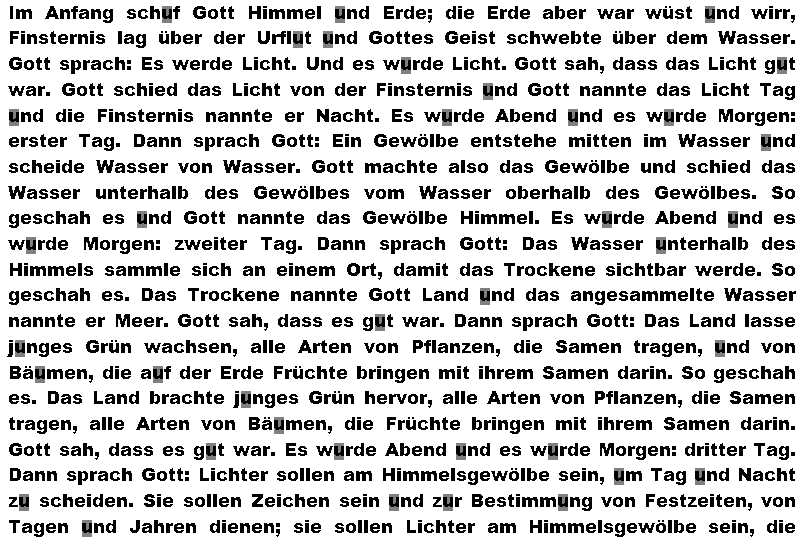 Im Anfang schuf Gott Himmel und Erde; die Erde aber war wüst und wirr,
Finsternis lag über der Urflut und Gottes Geist schwebte über dem Wasser.
Gott sprach: Es werde Licht. Und es wurde Licht. Gott sah, dass das Licht gut
war. Gott schied das Licht von der Finsternis und Gott nannte das Licht Tag
und die Finsternis nannte er Nacht. Es wurde Abend und es wurde Morgen:
erster Tag. Dann sprach Gott: Ein Gewölbe entstehe mitten im Wasser und
scheide Wasser von Wasser. Gott machte also das Gewölbe und schied das
Wasser unterhalb des Gewölbes vom Wasser oberhalb des Gewölbes. So
geschah es und Gott nannte das Gewölbe Himmel. Es wurde Abend und es
wurde Morgen: zweiter Tag. Dann sprach Gott: Das Wasser unterhalb des
Himmels sammle sich an einem Ort, damit das Trockene sichtbar werde. So
geschah es. Das Trockene nannte Gott Land und das angesammelte Wasser
nannte er Meer. Gott sah, dass es gut war. Dann sprach Gott: Das Land lasse
junges Grün wachsen, alle Arten von Pflanzen, die Samen tragen, und von
Bäumen, die auf der Erde Früchte bringen mit ihrem Samen darin. So geschah
es. Das Land brachte junges Grün hervor, alle Arten von Pflanzen, die Samen
tragen, alle Arten von Bäumen, die Früchte bringen mit ihrem Samen darin.
Gott sah, dass es gut war. Es wurde Abend und es wurde Morgen: dritter Tag.
Dann sprach Gott: Lichter sollen am Himmelsgewölbe sein, um Tag und Nacht
zu scheiden. Sie sollen Zeichen sein und zur Bestimmung von Festzeiten, von
Tagen und Jahren dienen; sie sollen Lichter am Himmelsgewölbe sein, die